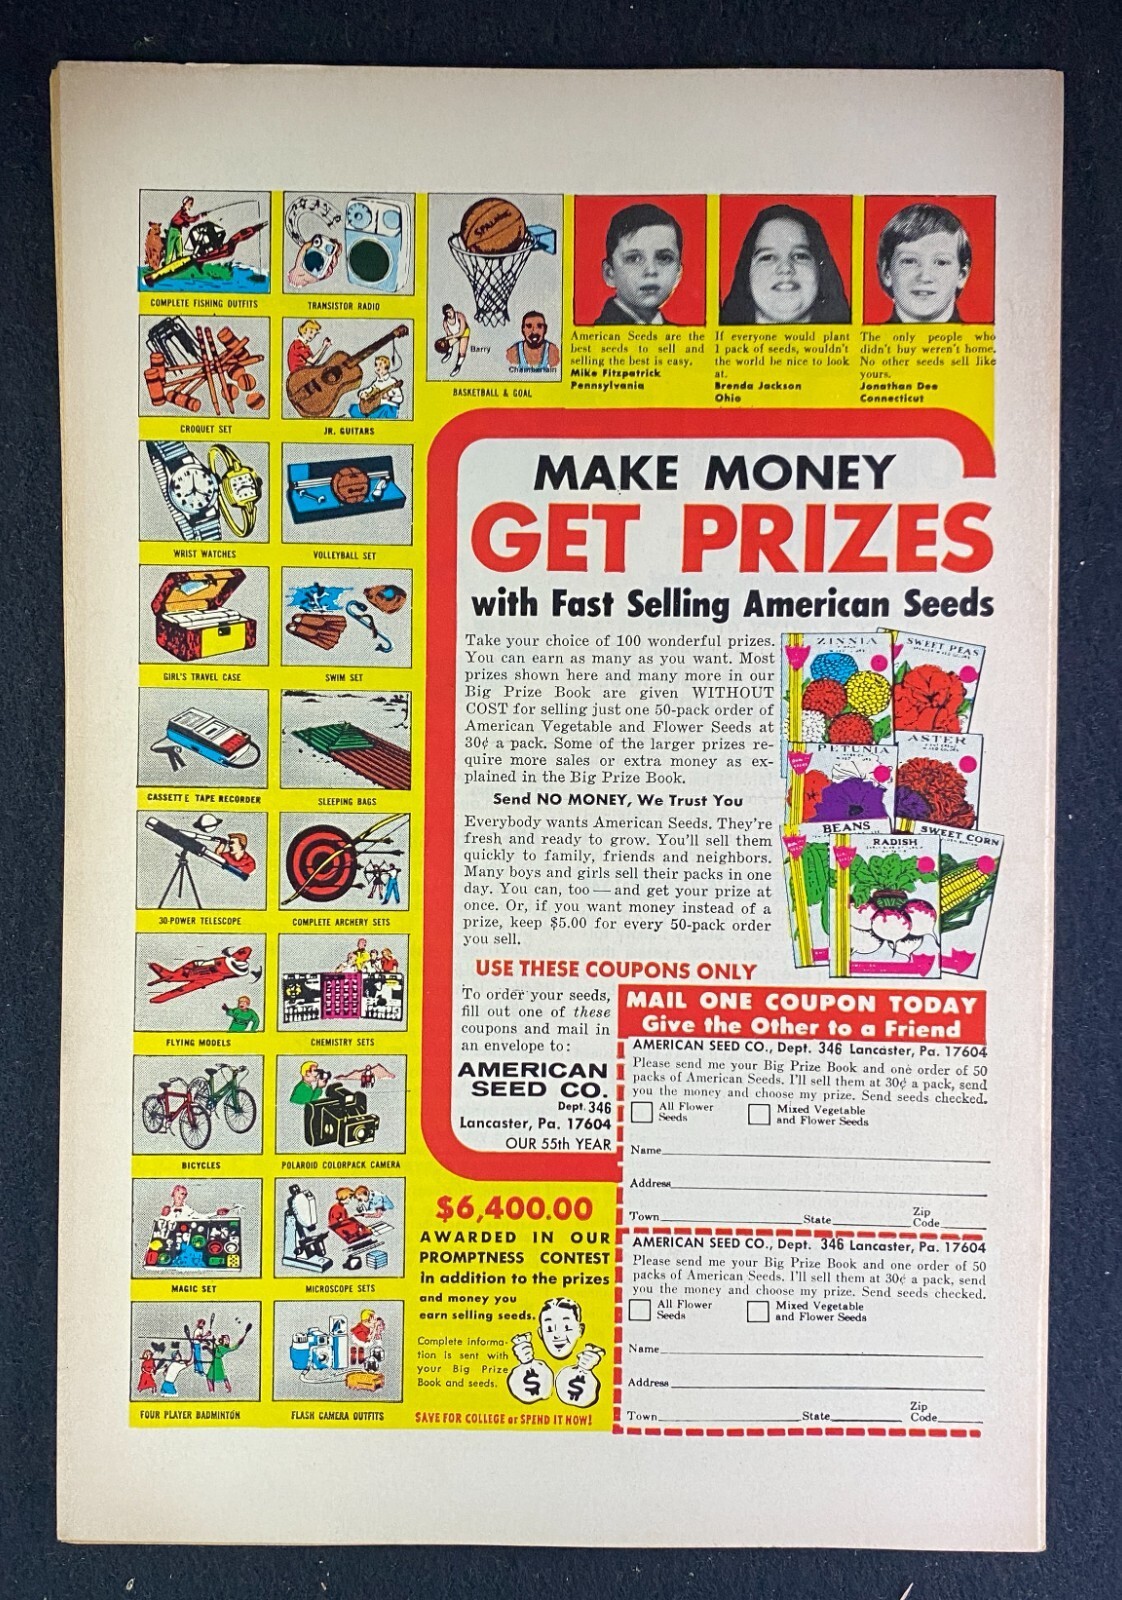 COMPLETE FISHING OUTFITS
TRANSISTOR RADIO
CROQUET SET
JR. GUITARS
WRIST WATCHES
VOLLEYBALL SET
GIRL'S TRAVEL CASE
SWIM SET
CASSETTE TAPE RECORDER
SLEEPING BAGS
30-POWER TELESCOPE
COMPLETE ARCHERY SETS
FLYING MODELS
CHEMISTRY SETS
BICYCLES
POLAROID COLORPACK CAMERA
MAGIC SET
MICROSCOPE SETS
FOUR PLAYER BADMINTON
FLASH CAMERA OUTFITS
SPALDING
Barry
Chamberlain
BASKETBALL & GOAL
American Seeds are the
best seeds to sell and
selling the best is easy.
Mike Fitzpatrick
Pennsylvania
If everyone would plant
1 pack of seeds, wouldn't
the world be nice to look
at.
Brenda Jackson
Ohio
The only people who
didn't buy weren't home.
No other seeds sell like
yours.
Jonathan Dee
Connecticut
MAKE MONEY
GET PRIZES
with Fast Selling American Seeds
Take your choice of 100 wonderful prizes.
You can earn as many as you want. Most
prizes shown here and many more in our
Big Prize Book are given WITHOUT
COST for selling just one 50-pack order of
American Vegetable and Flower Seeds at
30¢ a pack. Some of the larger prizes re-
quire more sales or extra money as ex-
plained in the Big Prize Book.
Send NO MONEY, We Trust You
Everybody wants American Seeds. They're
fresh and ready to grow. You'll sell them
quickly to family, friends and neighbors.
Many boys and girls sell their packs in one
day. You can, too — and get your prize at
once. Or, if you want money instead of a
prize, keep $5.00 for every 50-pack order
you sell.
ZINNIA
SWEET PEAS
PETUNIA
ASTER
BEANS
SWEET CORN
RADISH
USE THESE COUPONS ONLY
To order your seeds,
fill out one of these
coupons and mail in
an envelope to:
AMERICAN
SEED CO.
Dept. 346
Lancaster, Pa. 17604
OUR 55th YEAR
MAIL ONE COUPON TODAY
Give the Other to a Friend
AMERICAN SEED CO., Dept. 346 Lancaster, Pa. 17604
Please send me your Big Prize Book and one order of 50
packs of American Seeds. I'll sell them at 30¢ a pack, send
you the money and choose my prize. Send seeds checked.
All Flower
Seeds
Mixed Vegetable
and Flower Seeds
Name
Address
Town State Zip
Code
AMERICAN SEED CO., Dept. 346 Lancaster, Pa. 17604
Please send me your Big Prize Book and one order of 50
packs of American Seeds. I'll sell them at 30¢ a pack, send
you the money and choose my prize. Send seeds checked.
All Flower
Seeds
Mixed Vegetable
and Flower Seeds
Name
Address
Town State Zip
Code
$6,400.00
AWARDED IN OUR
PROMPTNESS CONTEST
in addition to the prizes
and money you
earn selling seeds.
Complete informa-
tion is sent with
your Big Prize
Book and seeds.
$ $
SAVE FOR COLLEGE or SPEND IT NOW!